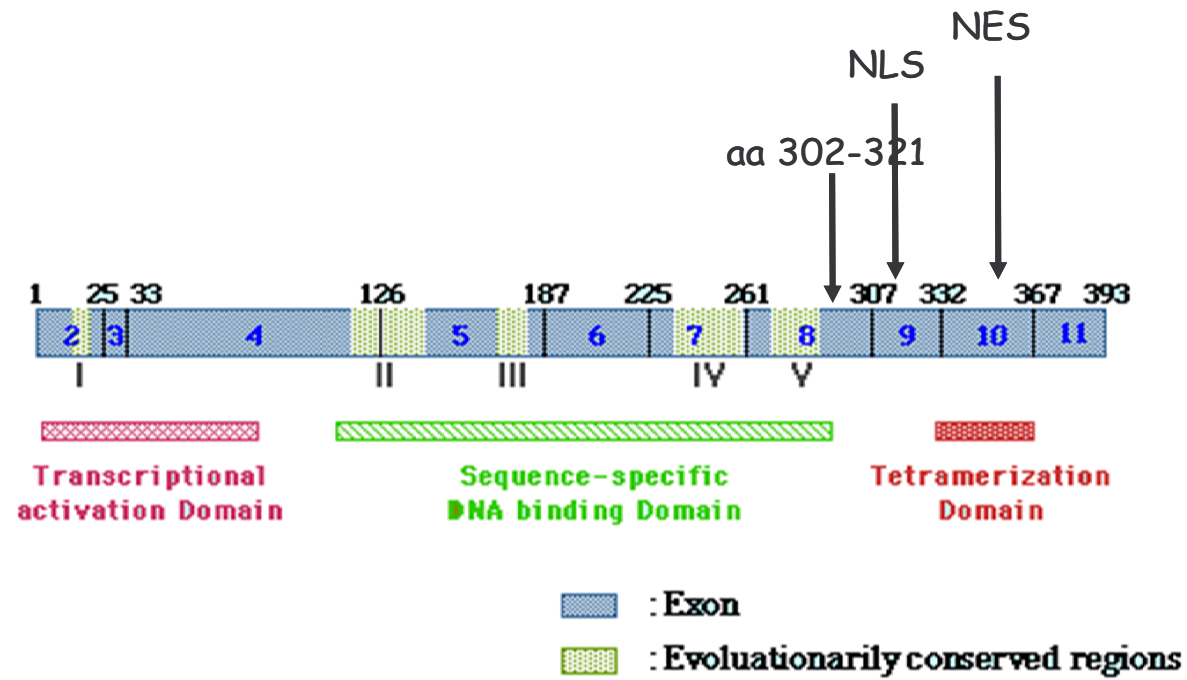 NES
NLS
aa 302-321
1 25 33 126 187 225 261 307 332 367 393
2 3 4 5 6 7 8 9 10 11
I II III IV V
Transcriptional Sequence-specific Tetramerization
activation Domain DNA binding Domain Domain
: Exon
: Evoluationarily conserved regions